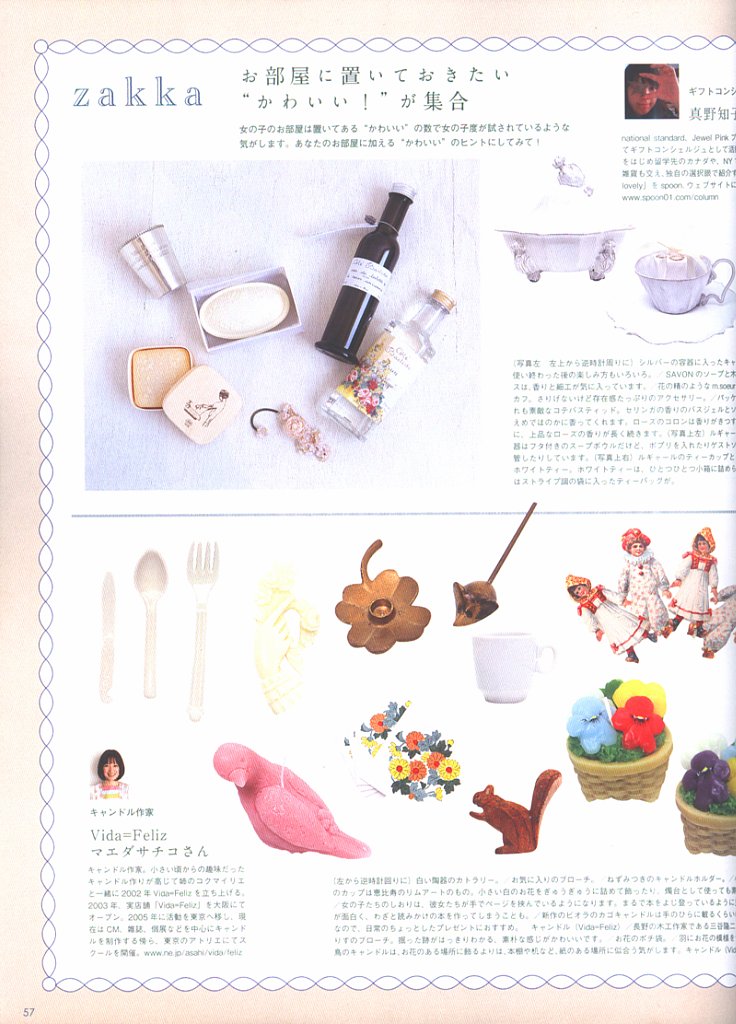 zakka
お部屋に置いておきたい
“かわいい！”が集合
女の子のお部屋は置いてある“かわいい”の数で女の子度が試されているような
気がします。あなたのお部屋に加える“かわいい”のヒントにしてみて！
ギフトコンシ
真野知子
national standard、Jewel Pink
てギフトコンシェルジュとして活
をはじめ留学先のカナダや、NY
雑貨も交え、独自の選択眼で紹介す
lovely」を spoon. ウェブサイトに
www.spoon01.com/column
（写真左　左上から逆時計周りに）シルバーの容器に入ったキャ
使い終わった後の楽しみ方もいろいろ。／SAVONのソープと木
スは、香りと細工が気に入っています。／花の精のような m.soeur
カフ。さりげないけど存在感たっぷりのアクセサリー。／パッケ
れも素敵なコテバスティッド。セリンガの香りのバスジェルとソ
えめでほのかに香ってくれます。ローズのコロンは香りがきつす
に、上品なローズの香りが長く続きます。（写真上左）ルギャー
器はフタ付きのスープボウルだけど、ポプリを入れたりゲストソ
管したりしています。（写真上右）ルギャールのティーカップと
ホワイトティー。ホワイトティーは、ひとつひとつ小箱に詰め
はストライプ調の袋に入ったティーバッグが。
キャンドル作家
Vida=Feliz
マエダサチコさん
キャンドル作家。小さい頃からの趣味だった
キャンドル作りが高じて姉のコクマイリエ
と一緒に2002年Vida=Felizを立ち上げる。
2003年、実店舗「Vida=Feliz」を大阪にて
オープン。2005年に活動を東京へ移し、現
在はCM、雑誌、個展などを中心にキャンド
ルを制作する傍ら、東京のアトリエにてス
クールを開催。www.ne.jp/asahi/vida/feliz
（左から逆時計回りに）白い陶器のカトラリー。／お気に入りのブローチ。／ねずみつきのキャンドルホルダー。／
のカップは恵比寿のリムアートのもの。小さい白のお花をぎゅうぎゅうに詰めて飾ったり、燭台として使っても素
／女の子たちのしおりは、彼女たちが手でページを挟んでいるようになります。まるで本をよじ登っているように
が面白く、わざと読みかけの本を作ってしまうことも。／新作のビオラのカゴキャンドルは手のひらに載るくらい
なので、日常のちょっとしたプレゼントにおすすめ。　キャンドル（Vida=Feliz）／長野の木工作家である三谷龍二
りすのブローチ。掘った跡がはっきりわかる、素朴な感じがかわいいです。／お花のポチ袋。／羽にお花の模様を
鳥のキャンドルは、お花のある場所に飾るよりは、本棚や机など、紙のある場所に似合う気がします。キャンドル（Vid
57